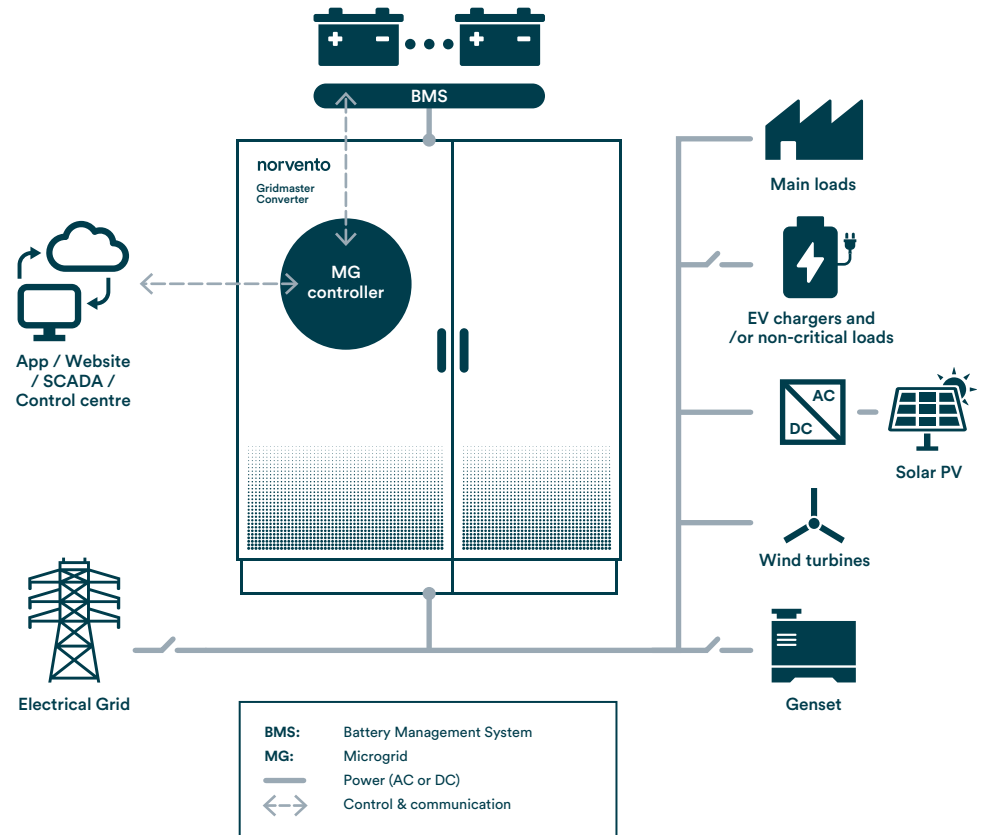 BMS
norvento
Gridmaster
Converter
MG
controller
App / Website
/ SCADA /
Control centre
Electrical Grid
Main loads
EV chargers and
/or non-critical loads
AC
DC
Solar PV
Wind turbines
Genset
BMS: Battery Management System
MG: Microgrid
Power (AC or DC)
Control & communication